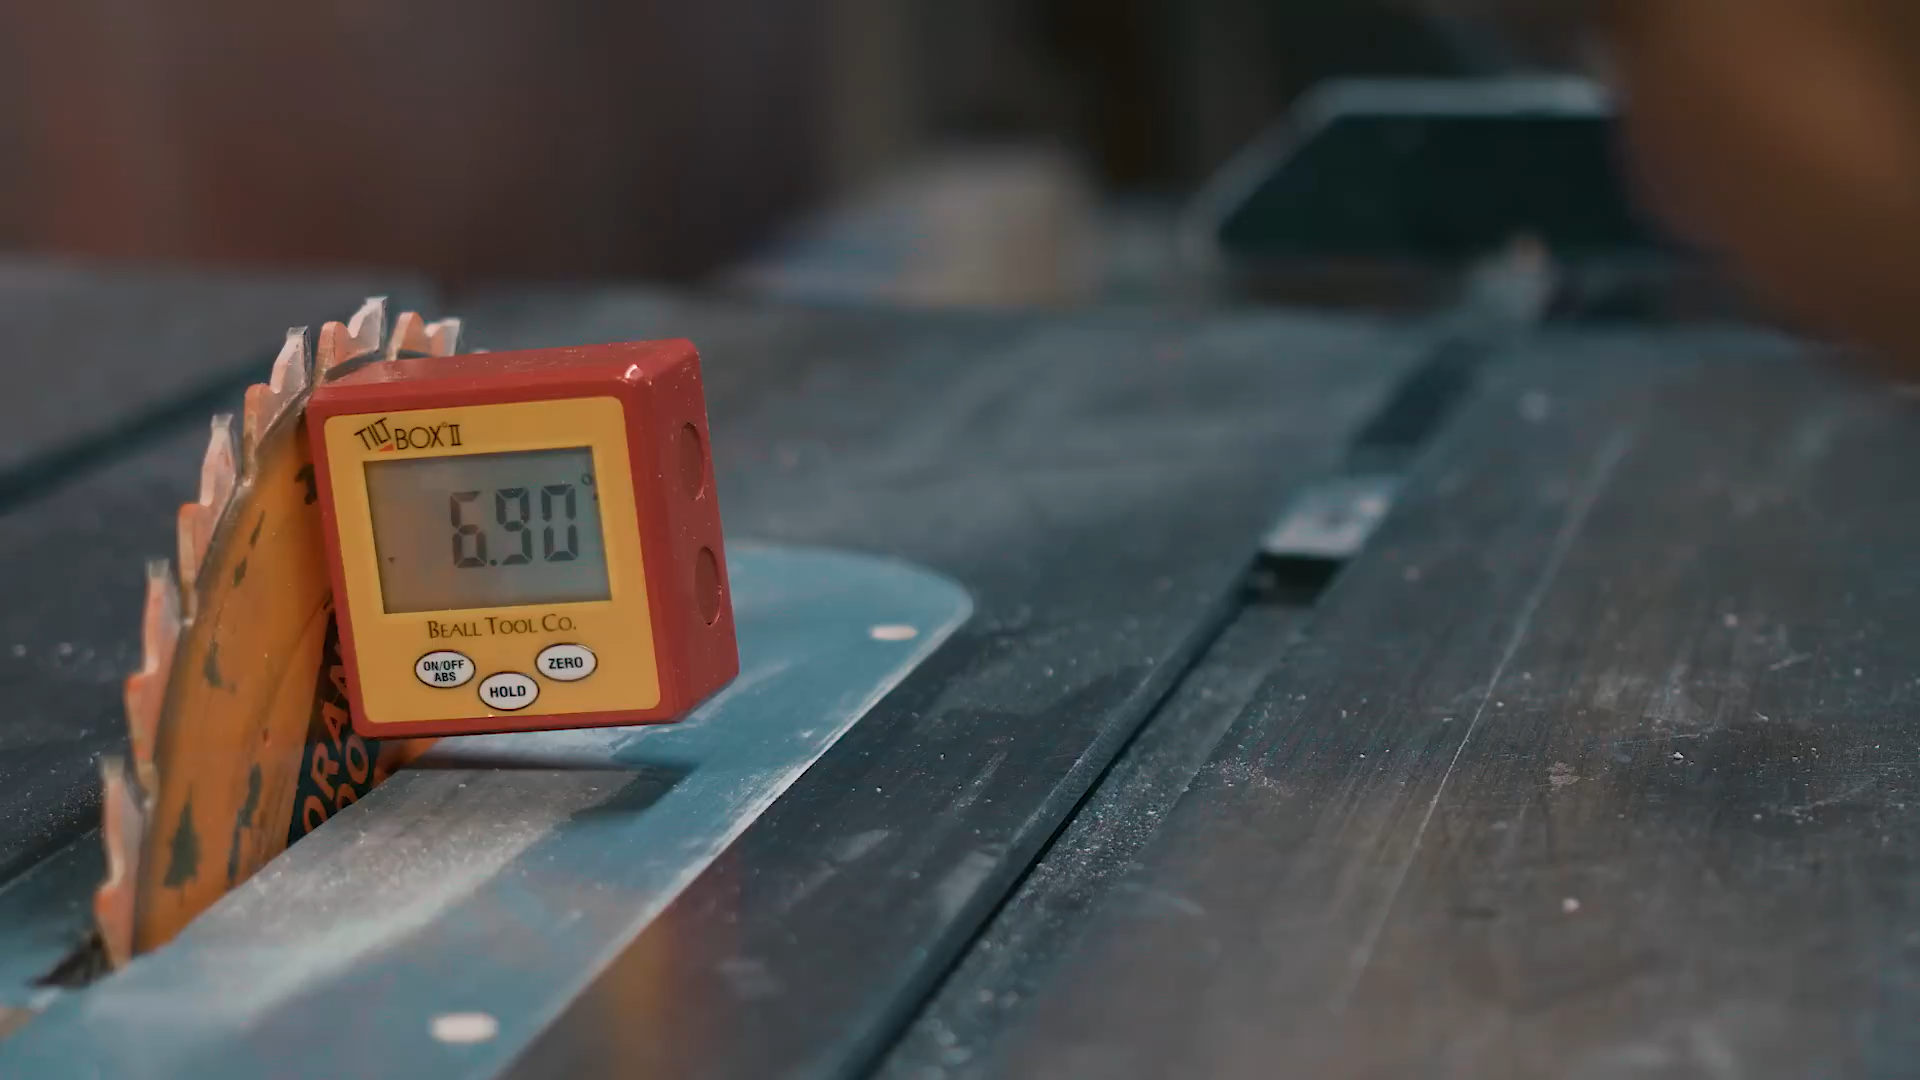 TILT BOX® II
6.90°
BEALL TOOL CO.
ON/OFF
ABS
ZERO
HOLD